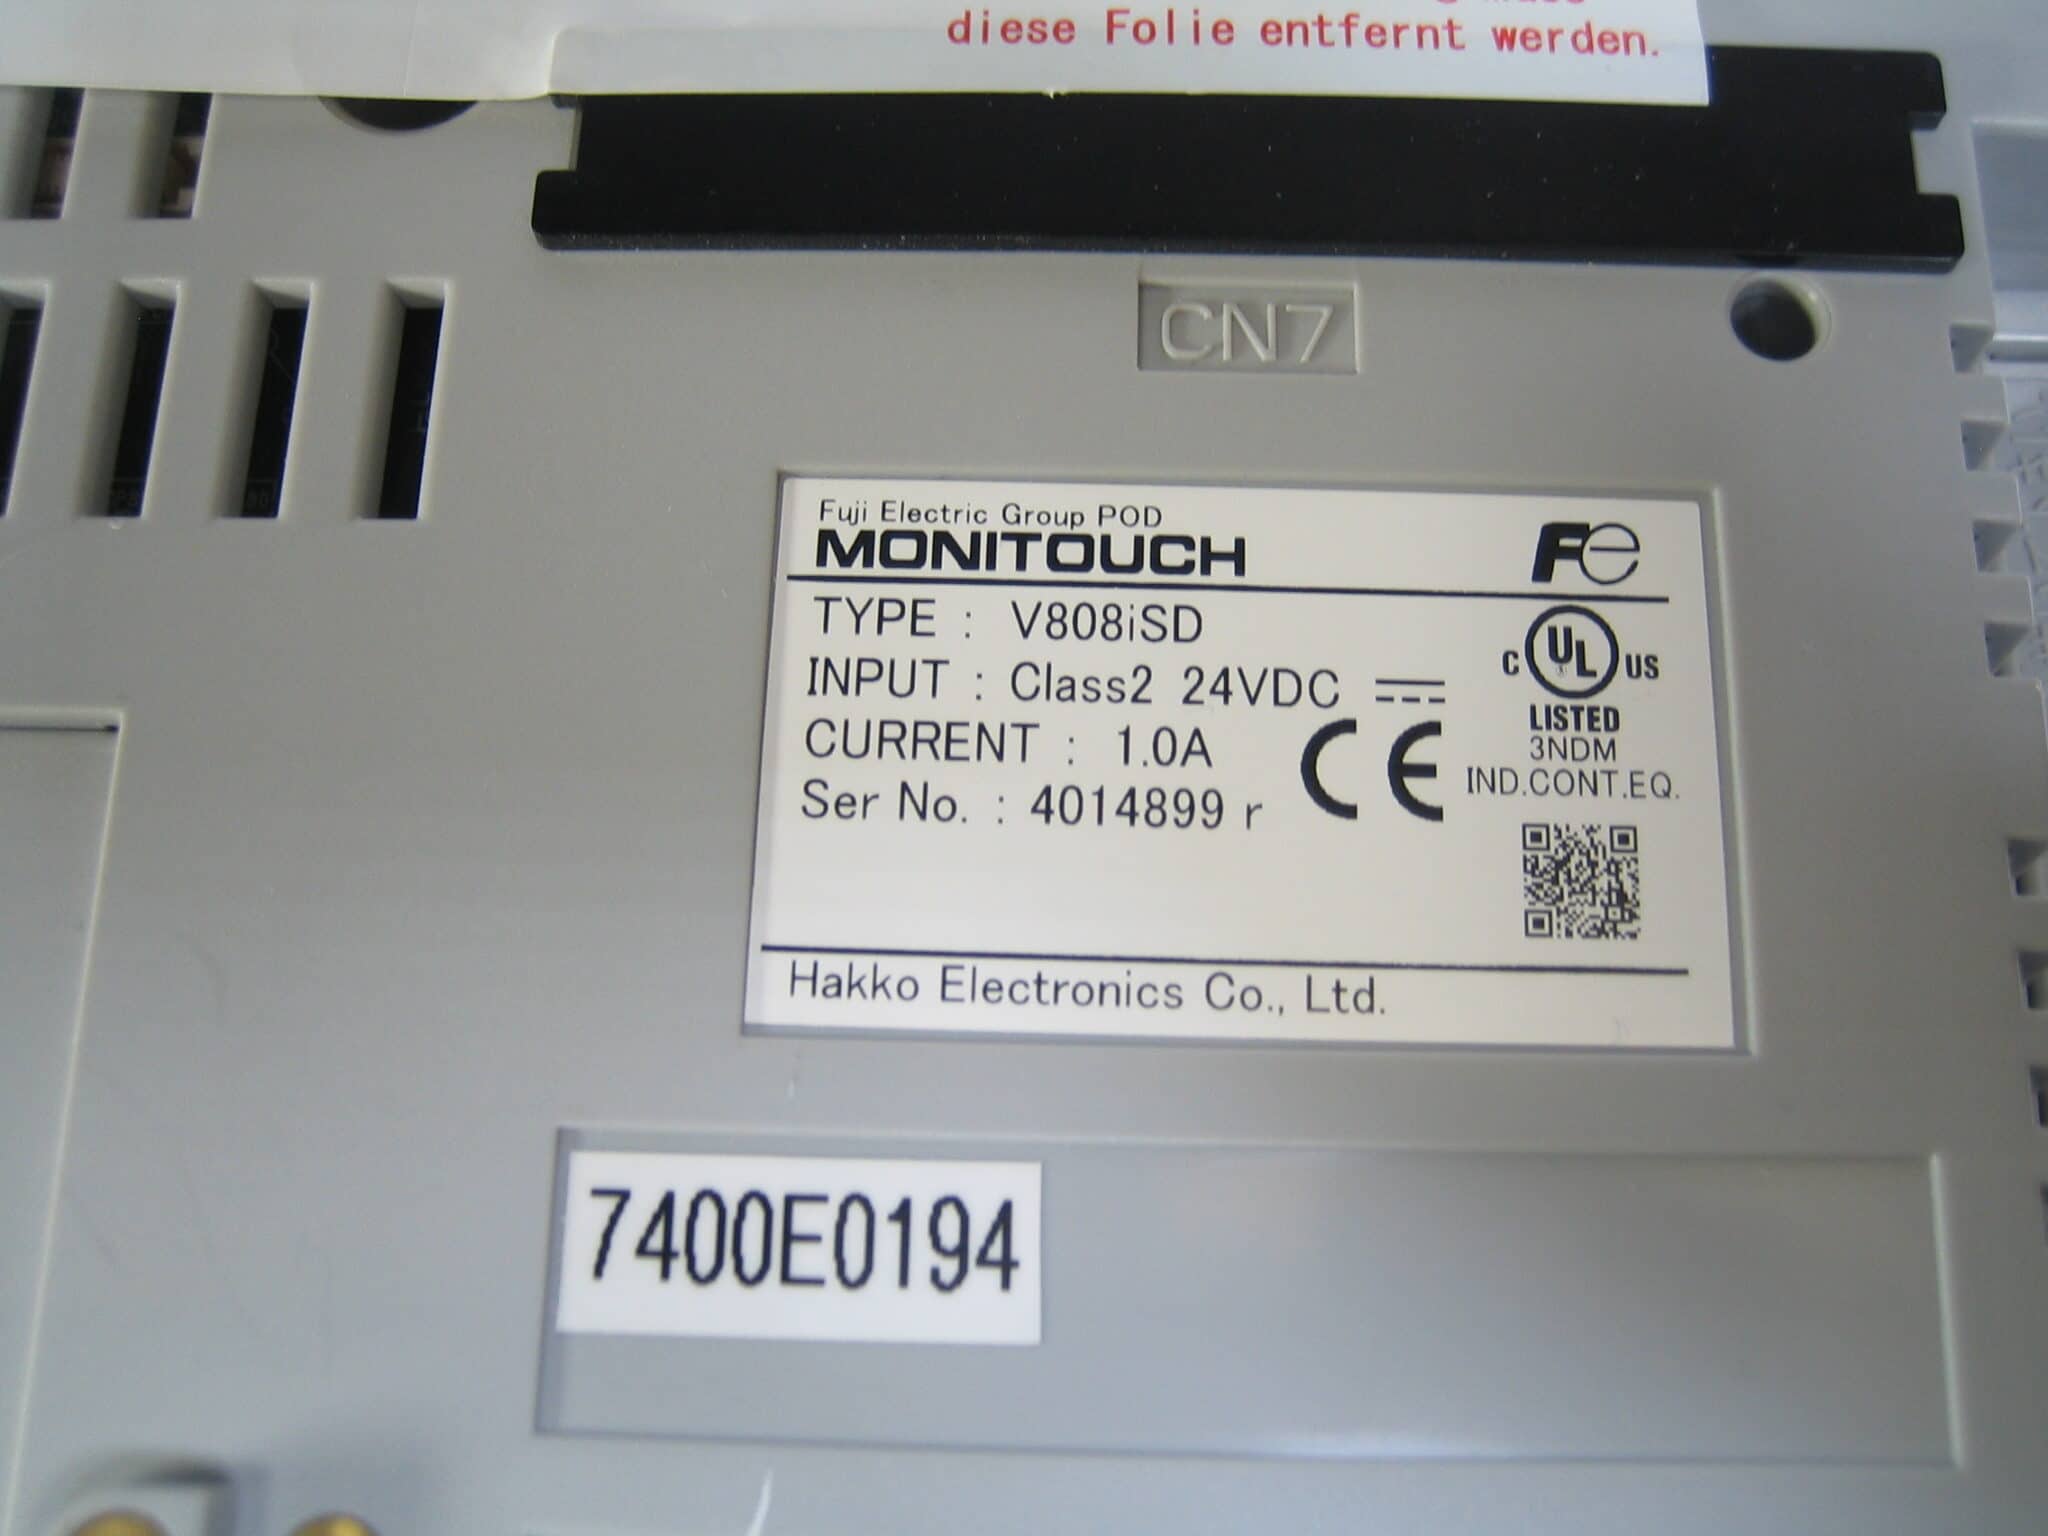 diese Folie entfernt werden.
CN7
Fuji Electric Group POD
MONITOUCH
Fe
TYPE : V808iSD
INPUT : Class2 24VDC
CURRENT : 1.0A
Ser No. : 4014899 r
CE
C UL US
LISTED
3NDM
IND.CONT.EQ.
Hakko Electronics Co., Ltd.
7400E0194